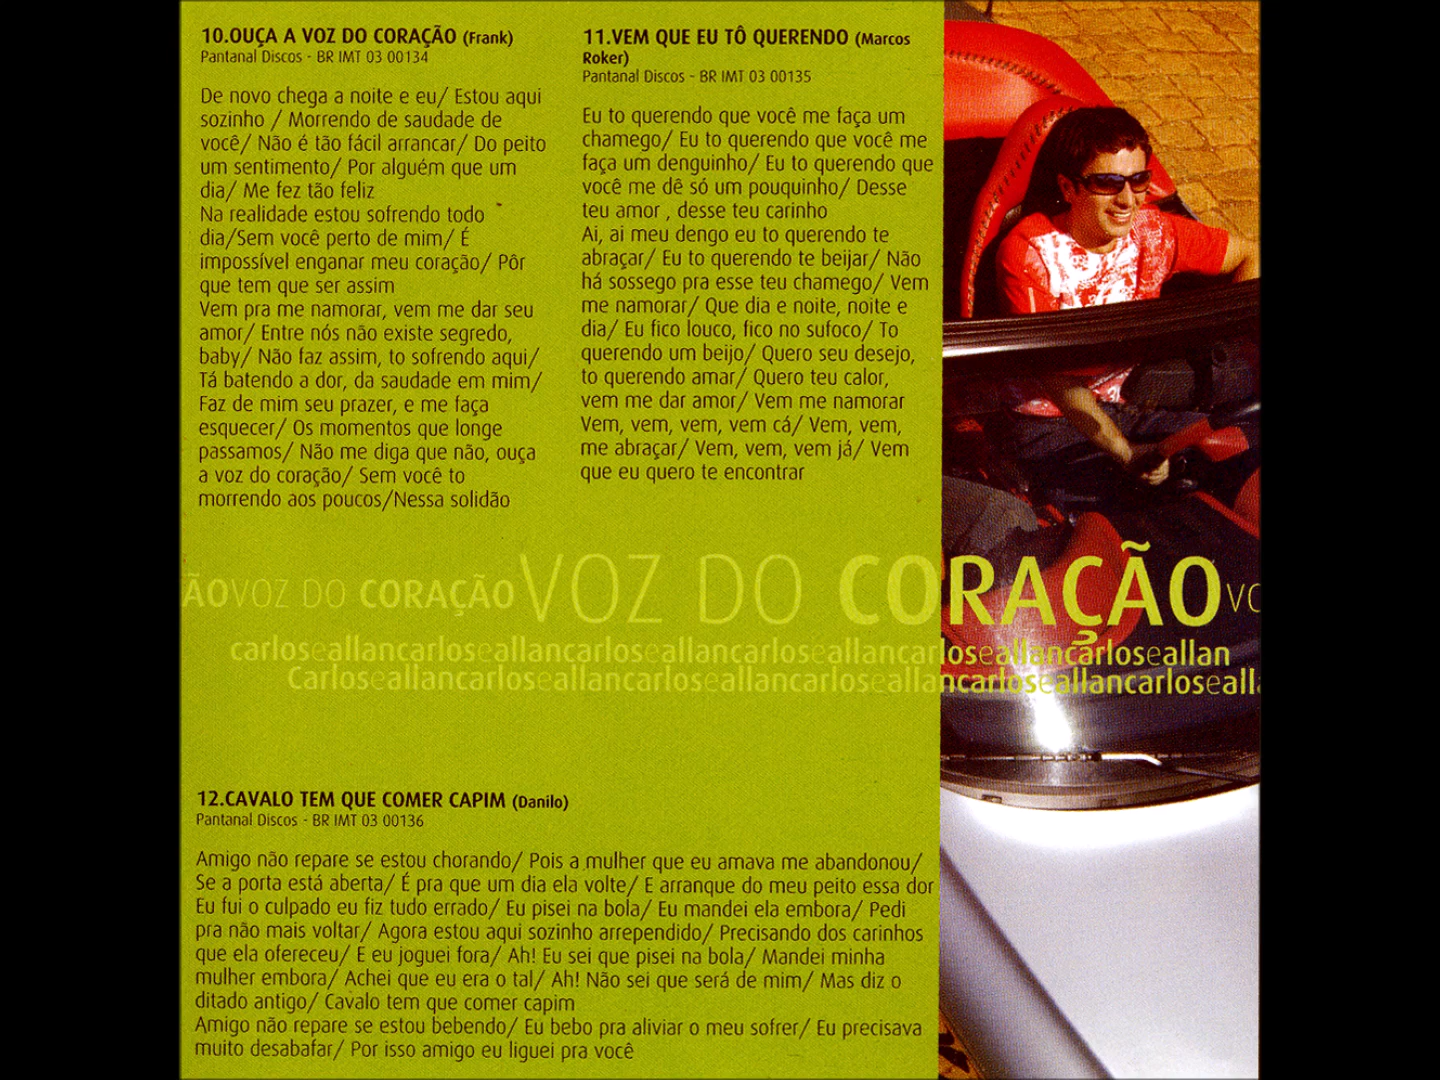 10.OUÇA A VOZ DO CORAÇÃO (Frank)
Pantanal Discos - BR IMT 03 00134
De novo chega a noite e eu/ Estou aqui
sozinho / Morrendo de saudade de
você/ Não é tão fácil arrancar/ Do peito
um sentimento/ Por alguém que um
dia/ Me fez tão feliz
Na realidade estou sofrendo todo
dia/Sem você perto de mim/ É
impossível enganar meu coração/ Pôr
que tem que ser assim
Vem pra me namorar, vem me dar seu
amor/ Entre nós não existe segredo,
baby/ Não faz assim, to sofrendo aqui/
Tá batendo a dor, da saudade em mim/
Faz de mim seu prazer, e me faça
esquecer/ Os momentos que longe
passamos/ Não me diga que não, ouça
a voz do coração/ Sem você to
morrendo aos poucos/Nessa solidão
11.VEM QUE EU TÔ QUERENDO (Marcos
Roker)
Pantanal Discos - BR IMT 03 00135
Eu to querendo que você me faça um
chamego/ Eu to querendo que você me
faça um denguinho/ Eu to querendo que
você me dê só um pouquinho/ Desse
teu amor , desse teu carinho
Ai, ai meu dengo eu to querendo te
abraçar/ Eu to querendo te beijar/ Não
há sossego pra esse teu chamego/ Vem
me namorar/ Que dia e noite, noite e
dia/ Eu fico louco, fico no sufoco/ To
querendo um beijo/ Quero seu desejo,
to querendo amar/ Quero teu calor,
vem me dar amor/ Vem me namorar
Vem, vem, vem, vem cá/ Vem, vem,
me abraçar/ Vem, vem, vem já/ Vem
que eu quero te encontrar
ÃOVOZ DO CORAÇÃOVOZ DO CORAÇÃOVO
carloseallancarloseallancarloseallancarloseallancarloseallancarloseallan
Carloseallancarloseallancarloseallancarloseallancarloseallancarloseall
12.CAVALO TEM QUE COMER CAPIM (Danilo)
Pantanal Discos - BR IMT 03 00136
Amigo não repare se estou chorando/ Pois a mulher que eu amava me abandonou/
Se a porta está aberta/ É pra que um dia ela volte/ E arranque do meu peito essa dor
Eu fui o culpado eu fiz tudo errado/ Eu pisei na bola/ Eu mandei ela embora/ Pedi
pra não mais voltar/ Agora estou aqui sozinho arrependido/ Precisando dos carinhos
que ela ofereceu/ E eu joguei fora/ Ah! Eu sei que pisei na bola/ Mandei minha
mulher embora/ Achei que eu era o tal/ Ah! Não sei que será de mim/ Mas diz o
ditado antigo/ Cavalo tem que comer capim
Amigo não repare se estou bebendo/ Eu bebo pra aliviar o meu sofrer/ Eu precisava
muito desabafar/ Por isso amigo eu liguei pra você